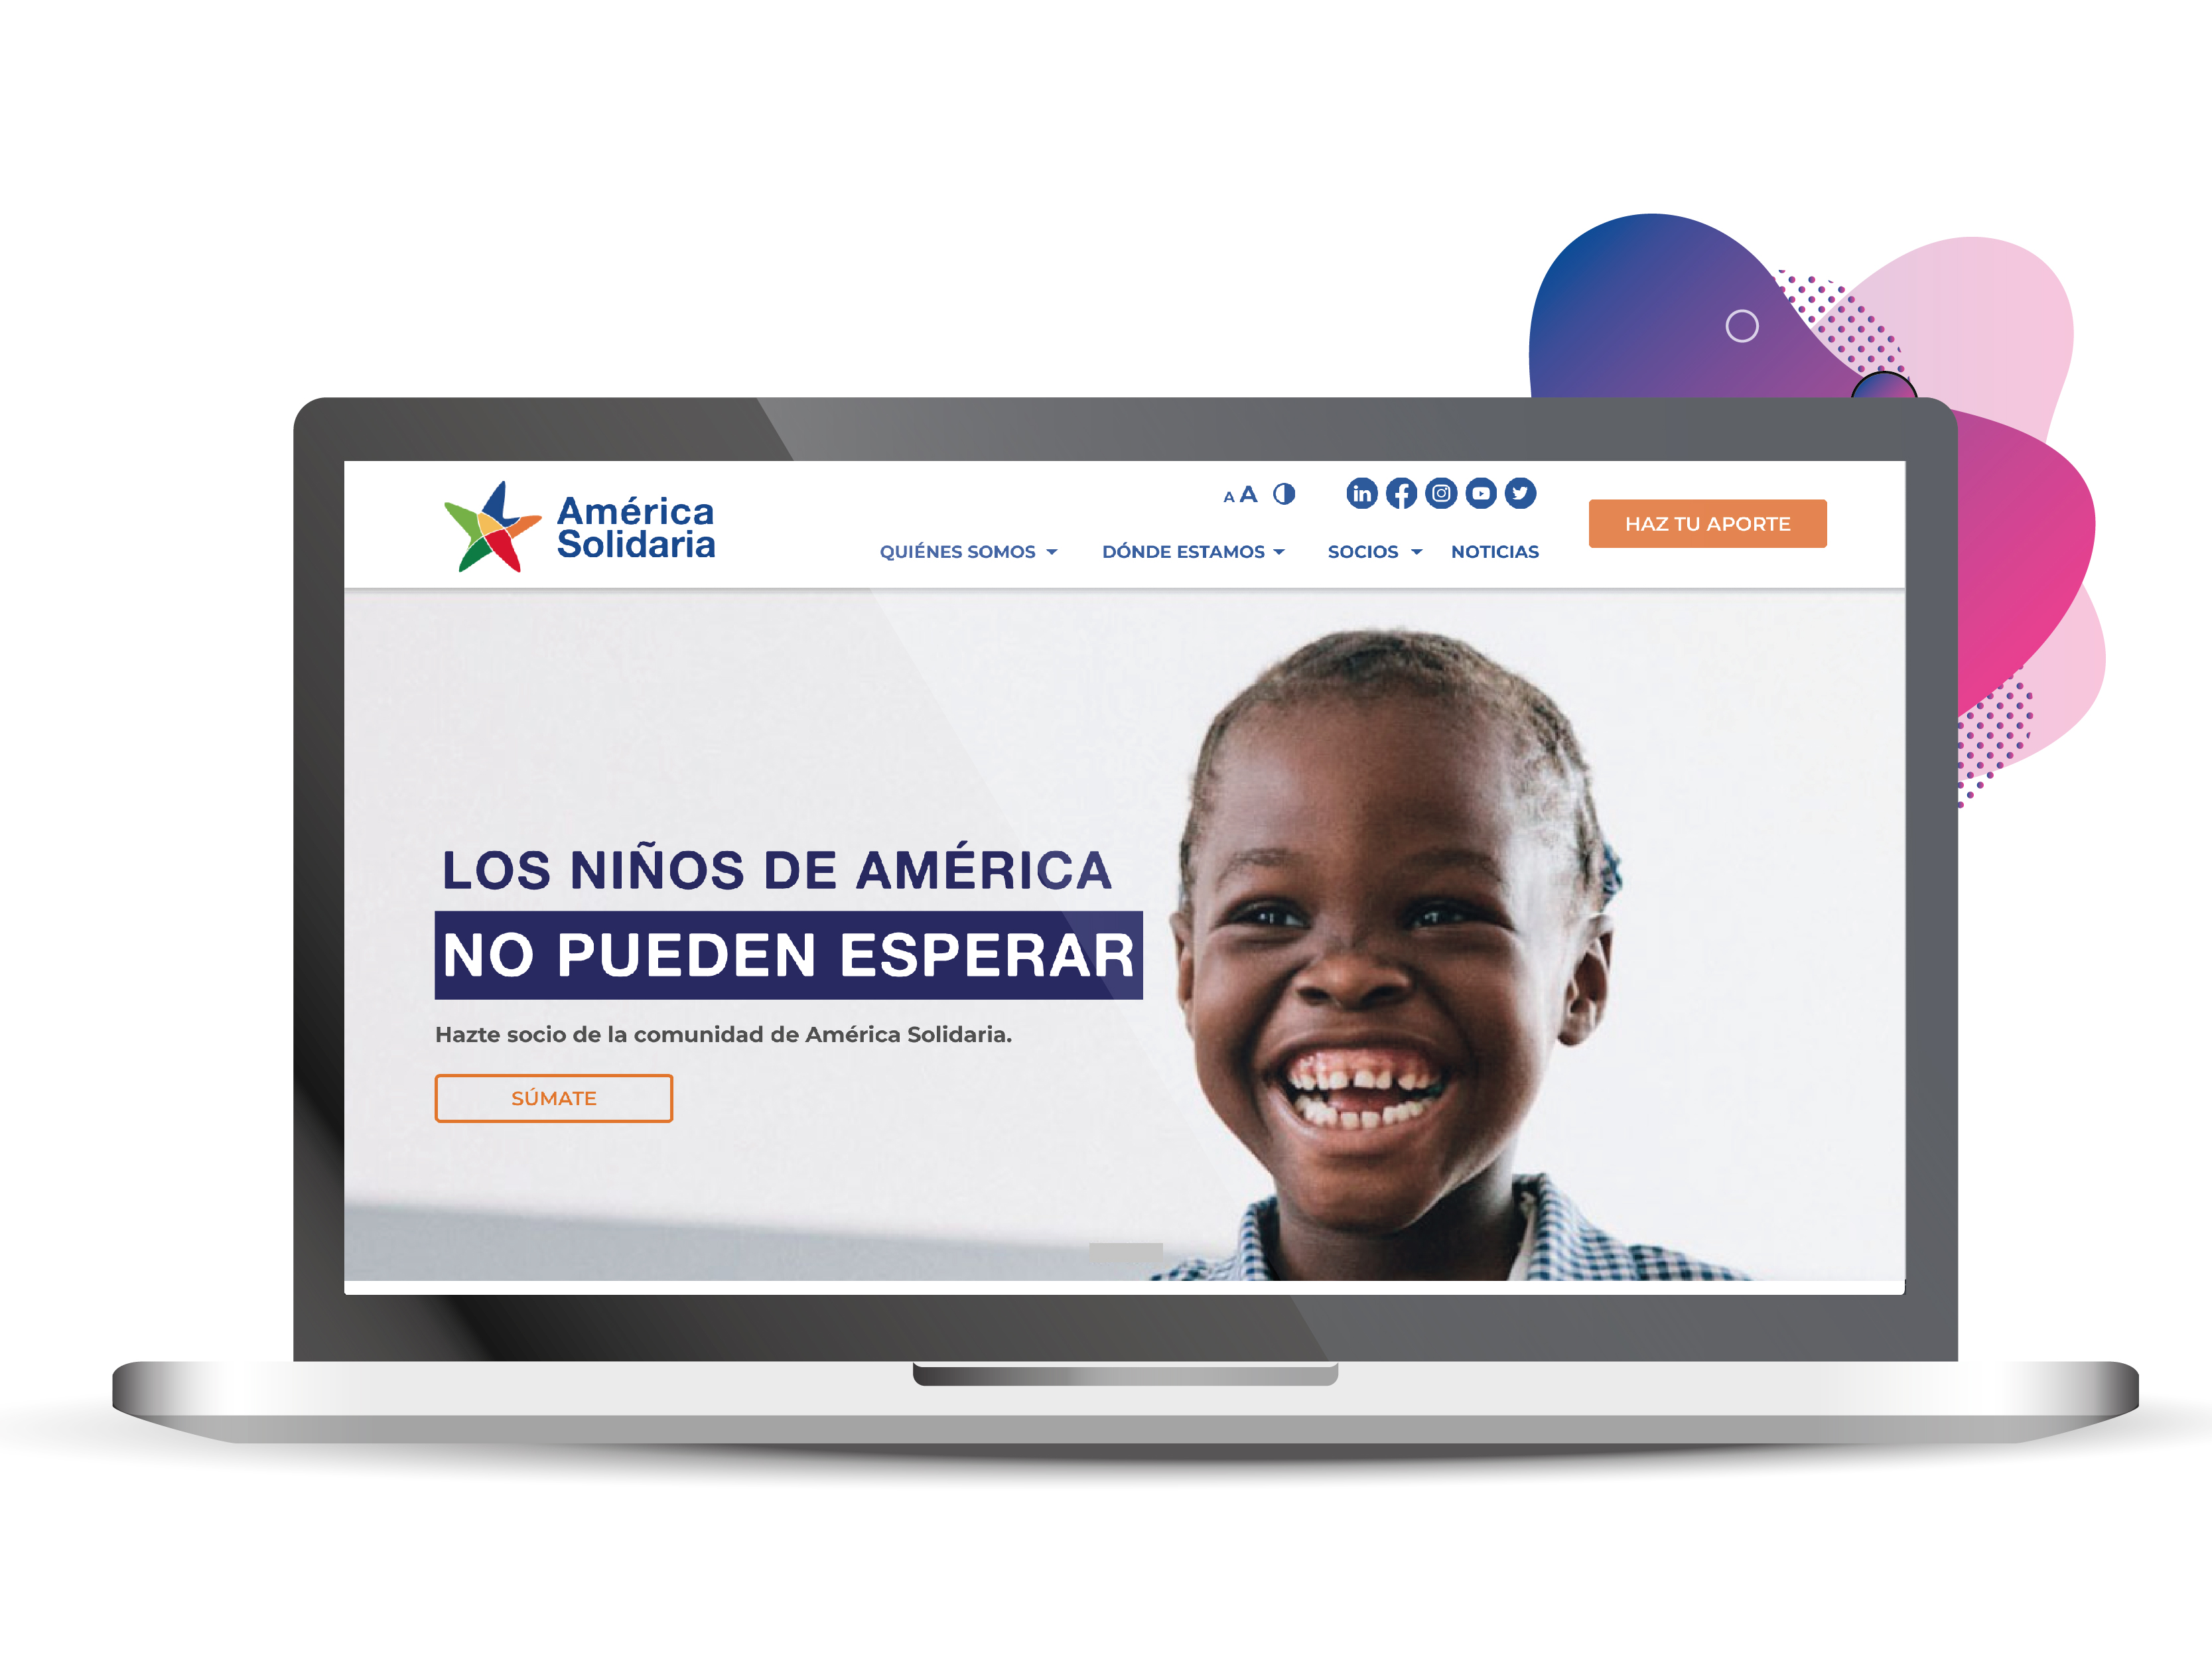 América
Solidaria
A A
in
QUIÉNES SOMOS
DÓNDE ESTAMOS
SOCIOS
NOTICIAS
HAZ TU APORTE
LOS NIÑOS DE AMÉRICA
NO PUEDEN ESPERAR
Hazte socio de la comunidad de América Solidaria.
SÚMATE